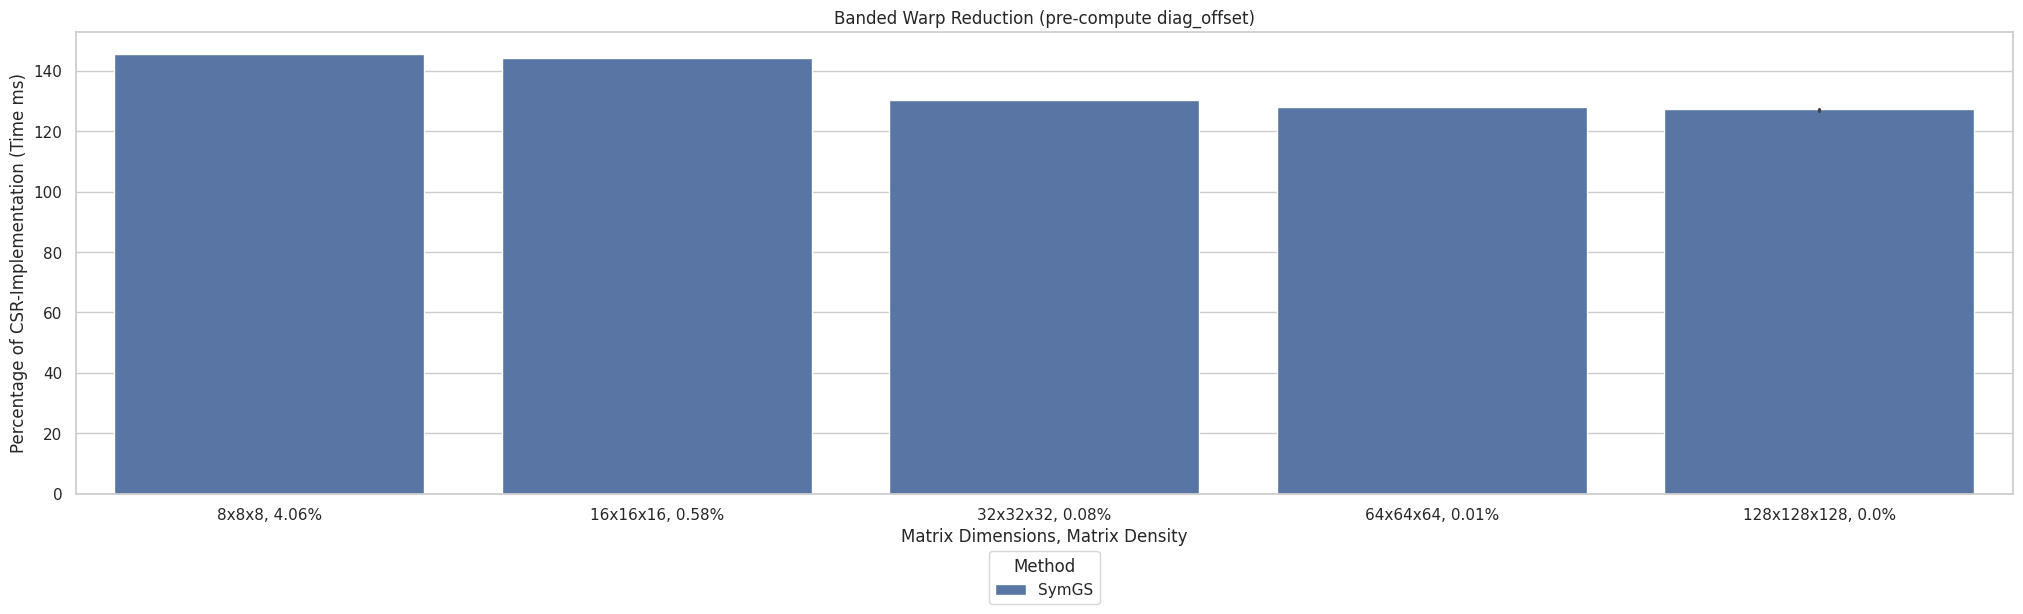 Banded Warp Reduction (pre-compute diag_offset)
Percentage of CSR-Implementation (Time ms)
140
120
100
80
60
40
20
0
8x8x8, 4.06%
16x16x16, 0.58%
32x32x32, 0.08%
64x64x64, 0.01%
128x128x128, 0.0%
Matrix Dimensions, Matrix Density
Method
SymGS